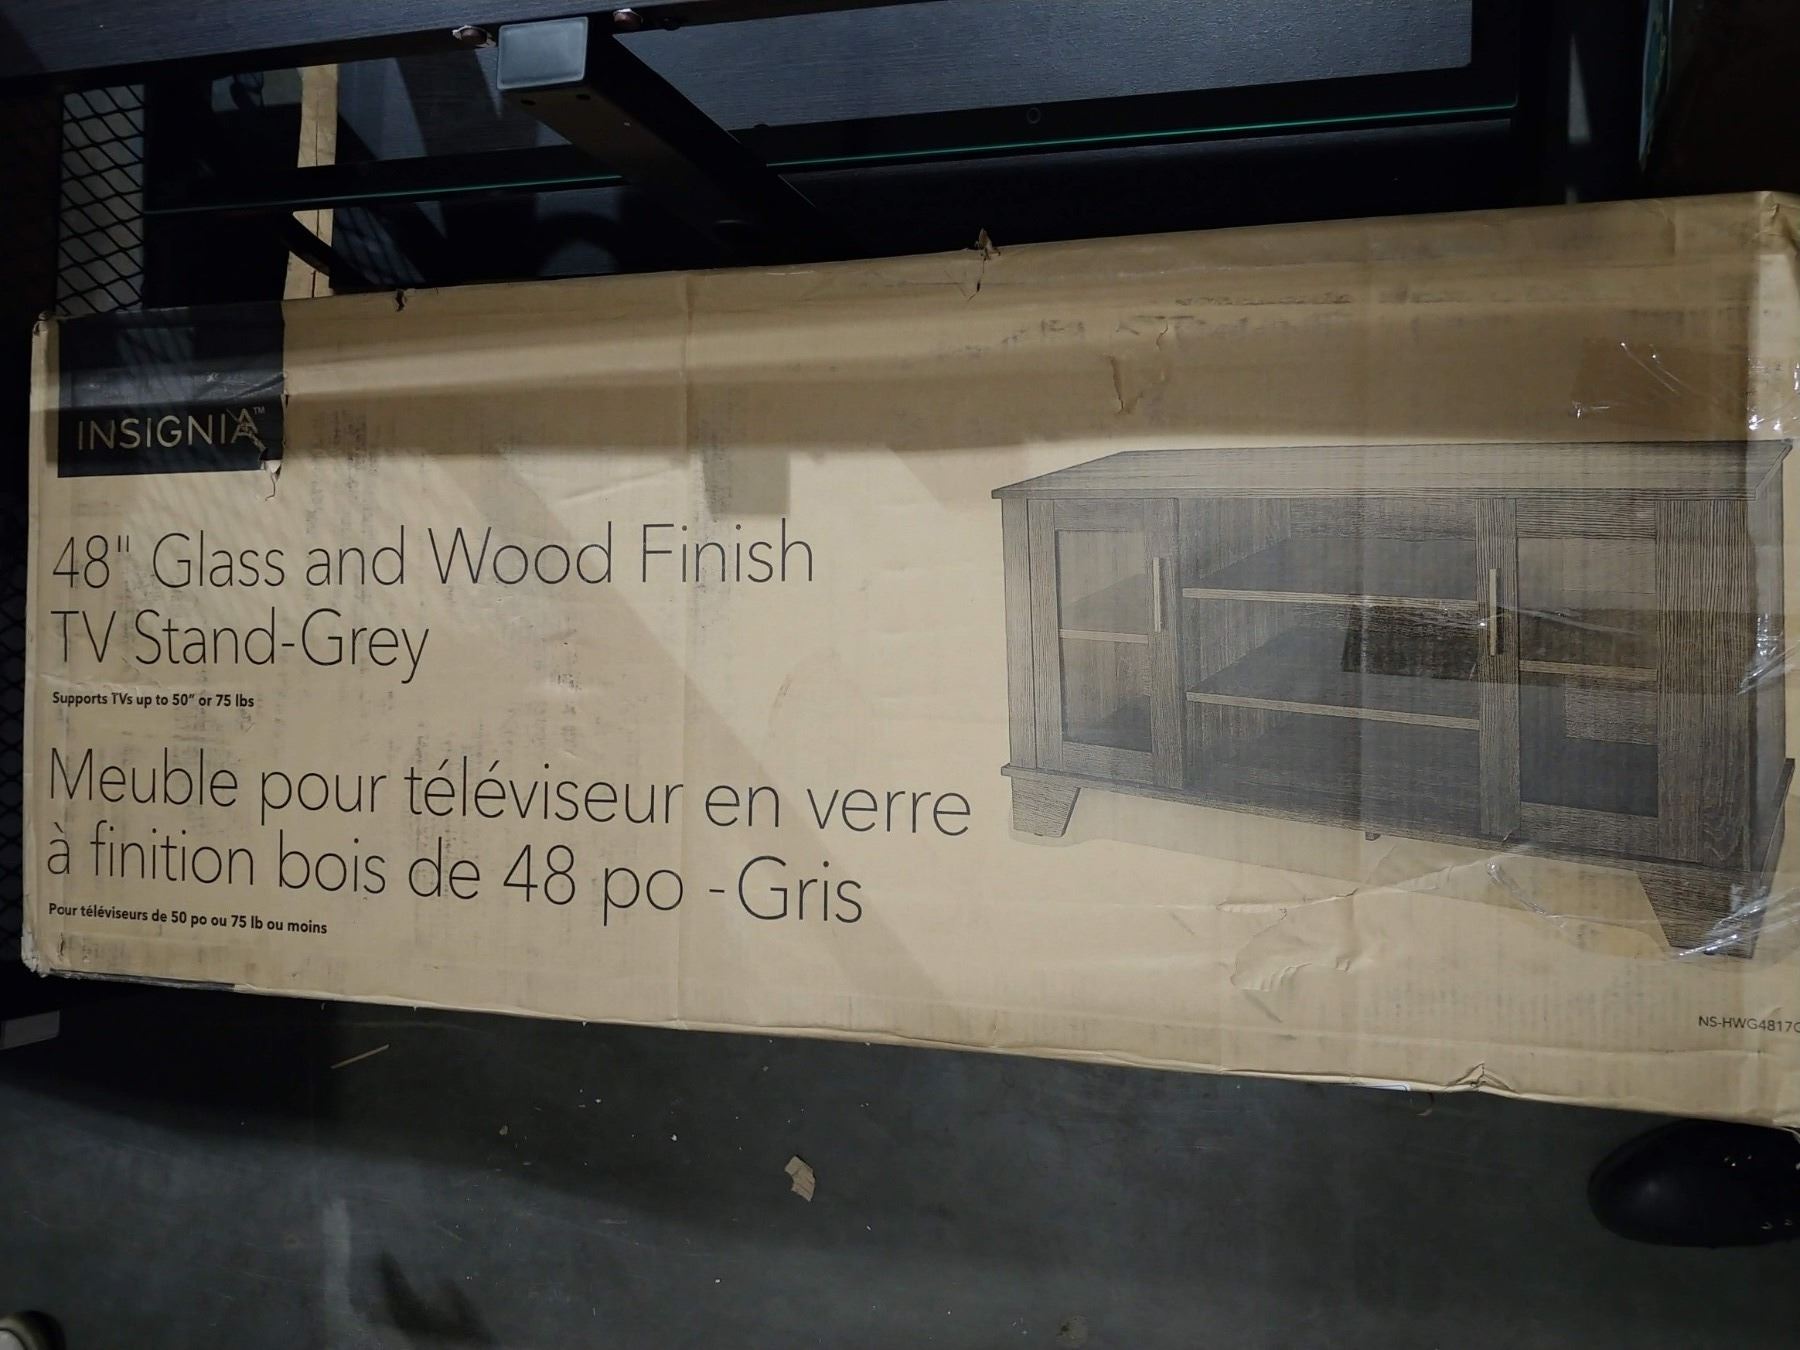 INSIGNIA™
48" Glass and Wood Finish
TV Stand-Grey
Supports TVs up to 50" or 75 lbs
Meuble pour téléviseur en verre
à finition bois de 48 po -Gris
Pour téléviseurs de 50 po ou 75 lb ou moins